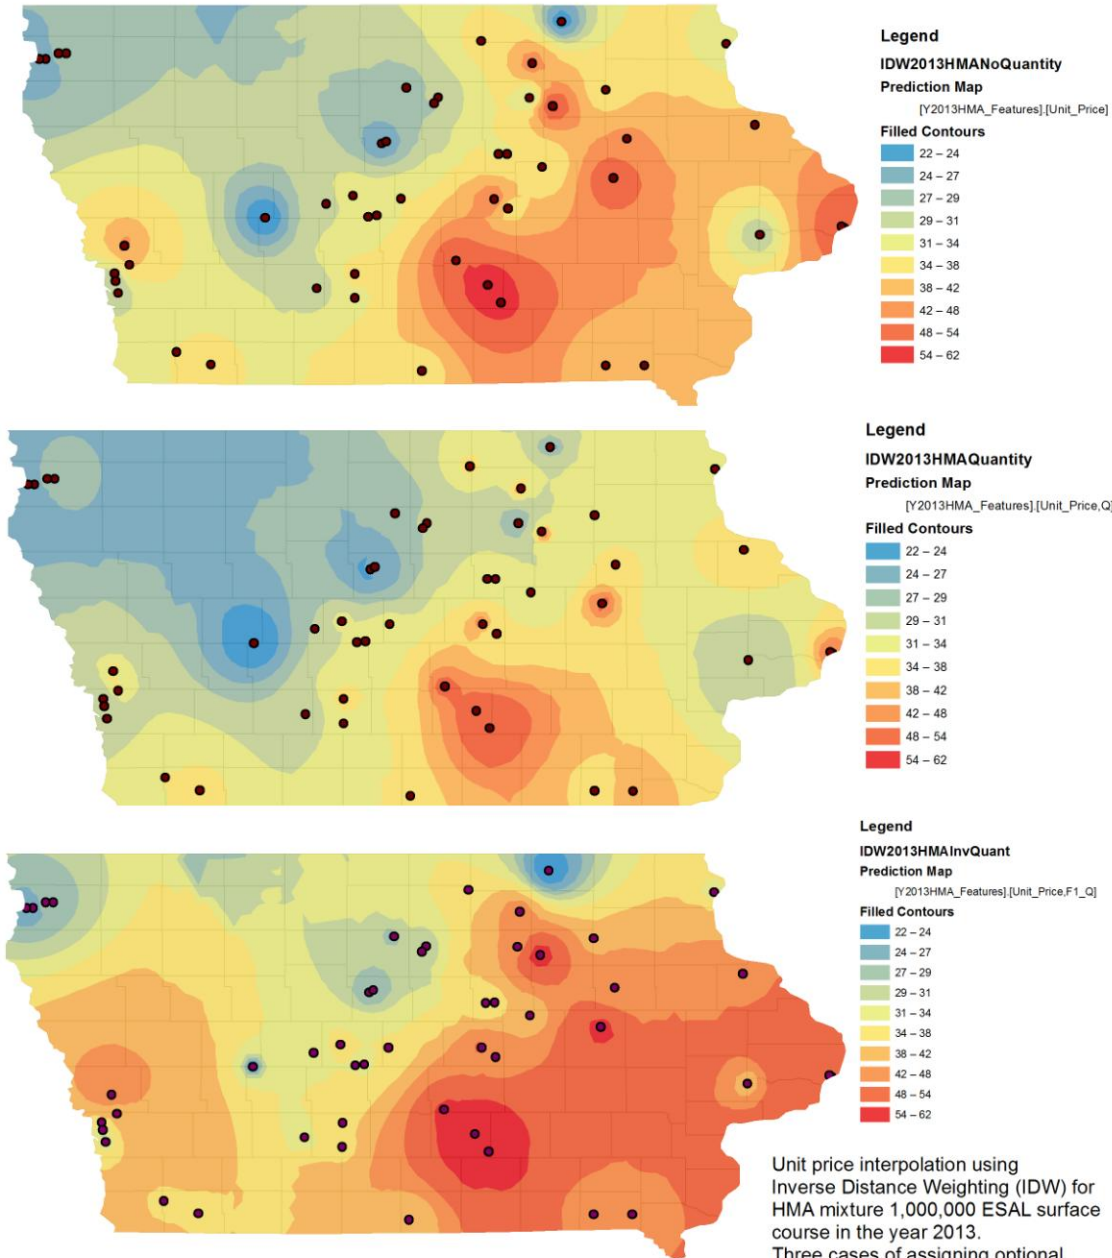 Legend
IDW2013HMANoQuantity
Prediction Map
[Y2013HMA_Features].[Unit_Price]
Filled Contours
22 – 24
24 – 27
27 – 29
29 – 31
31 – 34
34 – 38
38 – 42
42 – 48
48 – 54
54 – 62
Legend
IDW2013HMAQuantity
Prediction Map
[Y2013HMA_Features].[Unit_Price,Q]
Filled Contours
22 – 24
24 – 27
27 – 29
29 – 31
31 – 34
34 – 38
38 – 42
42 – 48
48 – 54
54 – 62
Legend
IDW2013HMAInvQuant
Prediction Map
[Y2013HMA_Features].[Unit_Price,F1_Q]
Filled Contours
22 – 24
24 – 27
27 – 29
29 – 31
31 – 34
34 – 38
38 – 42
42 – 48
48 – 54
54 – 62
Unit price interpolation using
Inverse Distance Weighting (IDW) for
HMA mixture 1,000,000 ESAL surface
course in the year 2013.
Three cases of assigning optional